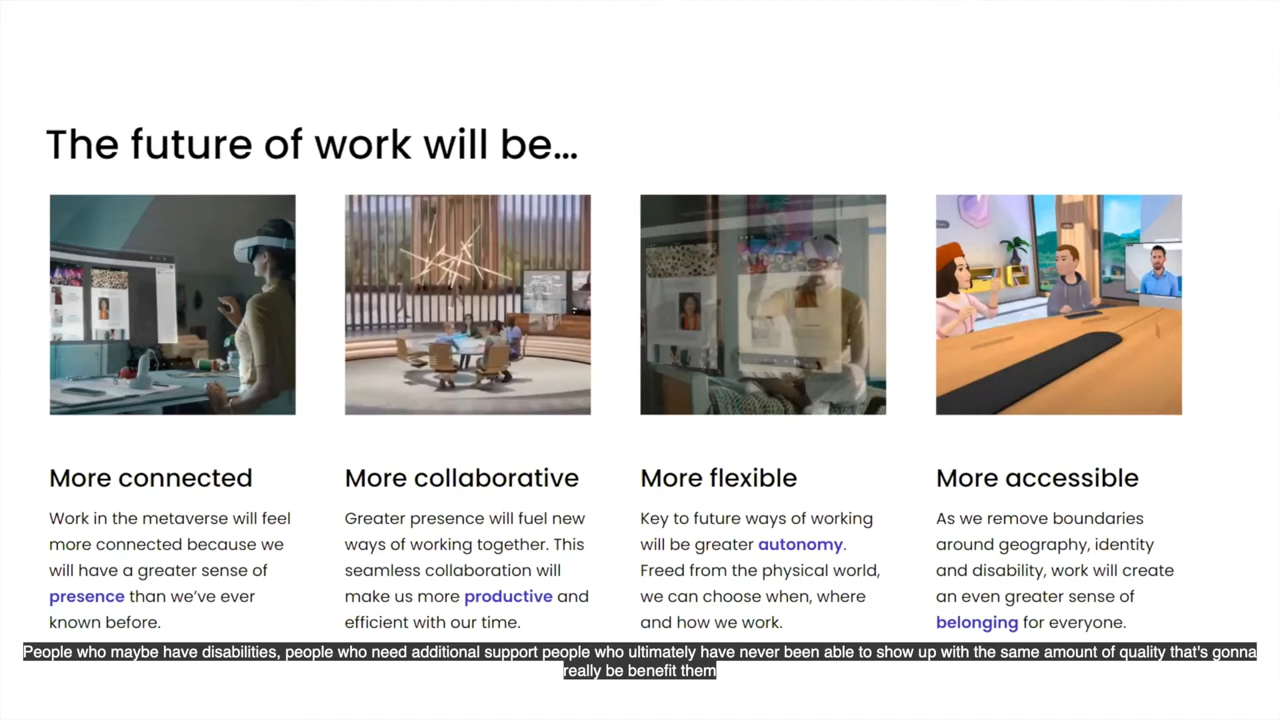 The future of work will be...
More connected
Work in the metaverse will feel
more connected because we
will have a greater sense of
presence than we've ever
known before.
More collaborative
Greater presence will fuel new
ways of working together. This
seamless collaboration will
make us more productive and
efficient with our time.
More flexible
Key to future ways of working
will be greater autonomy.
Freed from the physical world,
we can choose when, where
and how we work.
More accessible
As we remove boundaries
around geography, identity
and disability, work will create
an even greater sense of
belonging for everyone.
People who maybe have disabilities, people who need additional support people who ultimately have never been able to show up with the same amount of quality that's gonna
really be benefit them